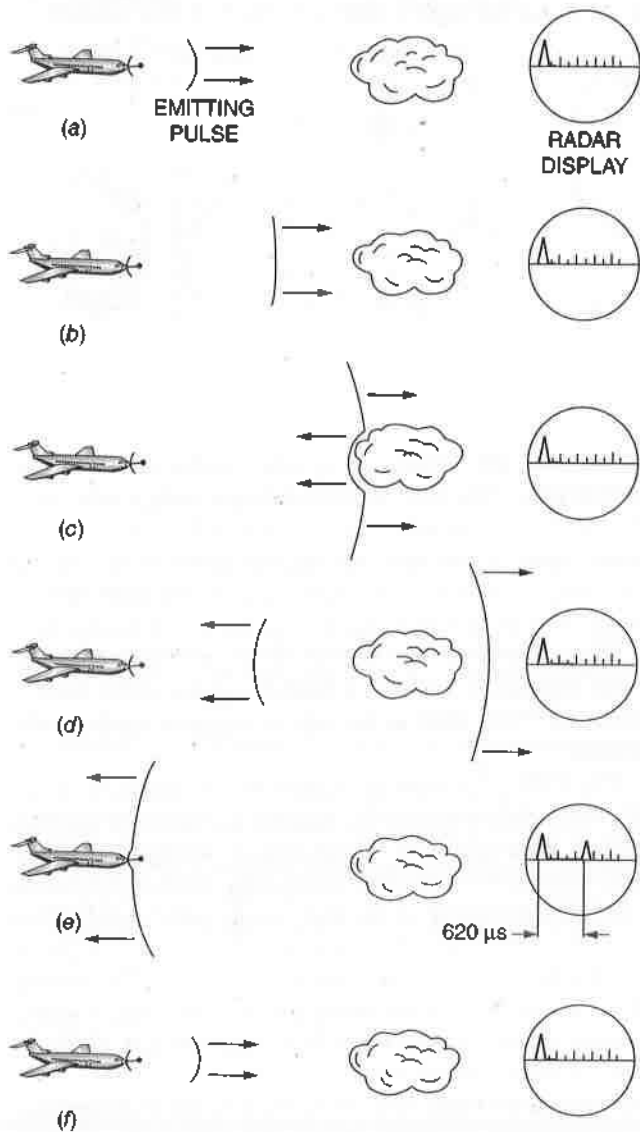 (a)
EMITTING
PULSE
RADAR
DISPLAY
(b)
(c)
(d)
(e)
620 μs
(f)